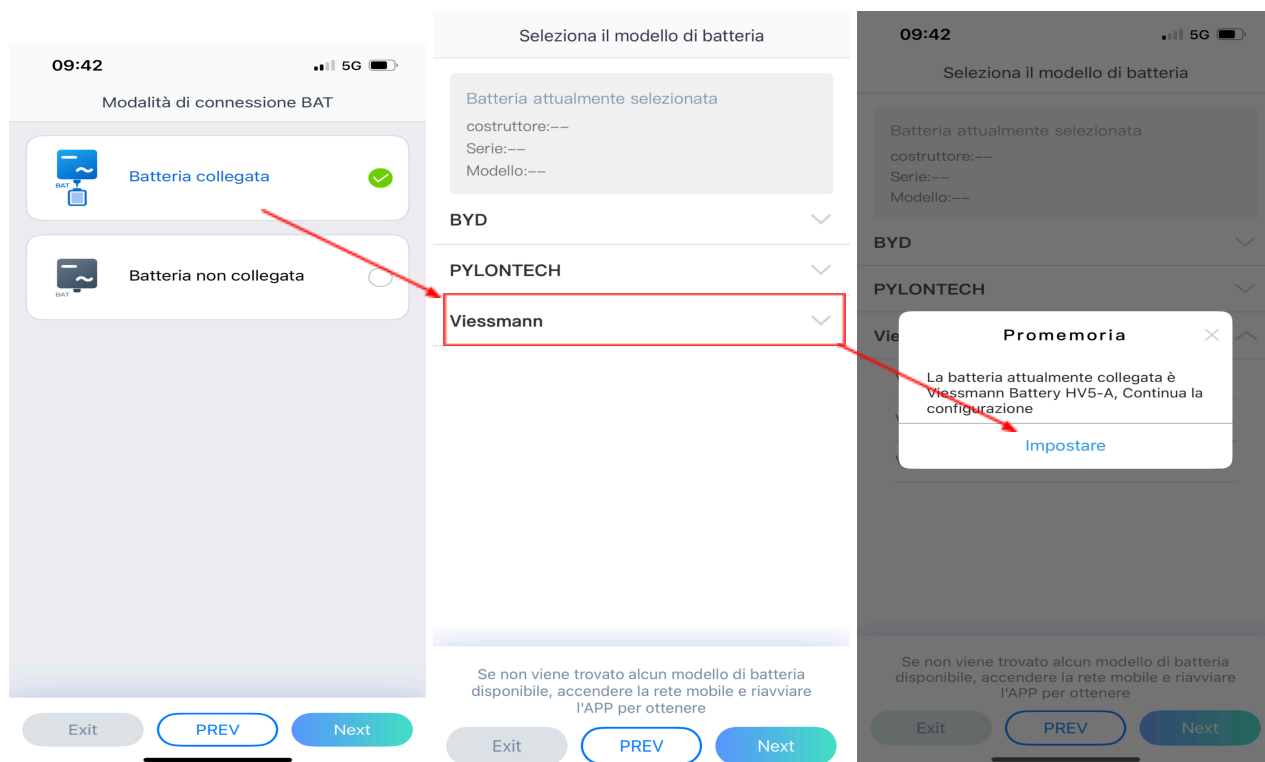 09:42
5G
Modalità di connessione BAT
BAT
Batteria collegata
BAT
Batteria non collegata
Exit
PREV
Next
Seleziona il modello di batteria
Batteria attualmente selezionata
costruttore:--
Serie:--
Modello:--
BYD
PYLONTECH
Viessmann
Se non viene trovato alcun modello di batteria
disponibile, accendere la rete mobile e riavviare
l'APP per ottenere
Exit
PREV
Next
09:42
5G
Seleziona il modello di batteria
Batteria attualmente selezionata
costruttore:--
Serie:--
Modello:--
BYD
PYLONTECH
Vie
Promemoria
La batteria attualmente collegata è
Viessmann Battery HV5-A, Continua la
configurazione
Impostare
Se non viene trovato alcun modello di batteria
disponibile, accendere la rete mobile e riavviare
l'APP per ottenere
Exit
PREV
Next